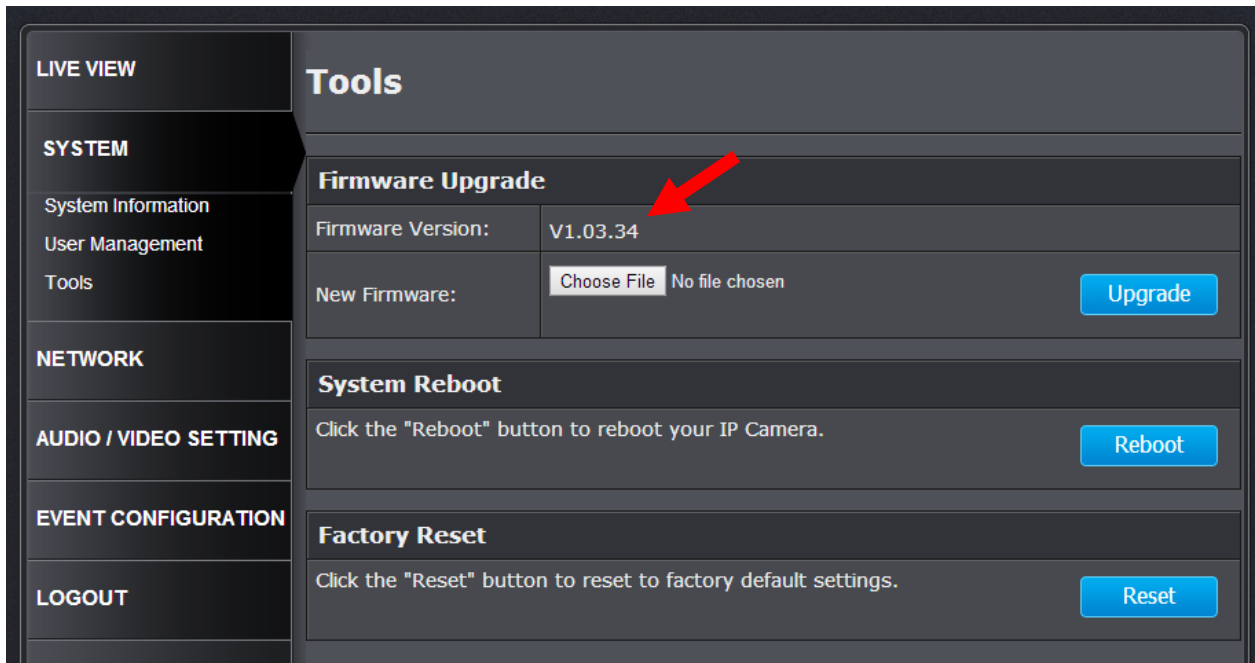 LIVE VIEW
SYSTEM
System Information
User Management
Tools
NETWORK
AUDIO / VIDEO SETTING
EVENT CONFIGURATION
LOGOUT
Tools
Firmware Upgrade
Firmware Version: V1.03.34
New Firmware: Choose File No file chosen Upgrade
System Reboot
Click the "Reboot" button to reboot your IP Camera. Reboot
Factory Reset
Click the "Reset" button to reset to factory default settings. Reset